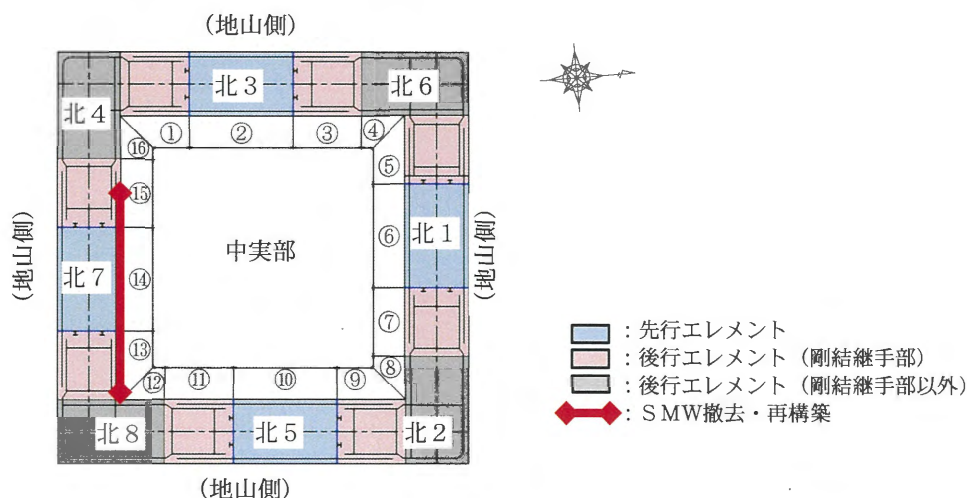 (地山側)
北3
北6
北4
① ② ③ ④
⑯
⑤
⑮
(地山側)
北7
⑭
中実部
⑥
北1
(地山側)
⑬
⑦
⑫ ⑪ ⑩ ⑨ ⑧
北8
北5
北2
(地山側)
:先行エレメント
:後行エレメント(剛結継手部)
:後行エレメント(剛結継手部以外)
:SMW撤去・再構築